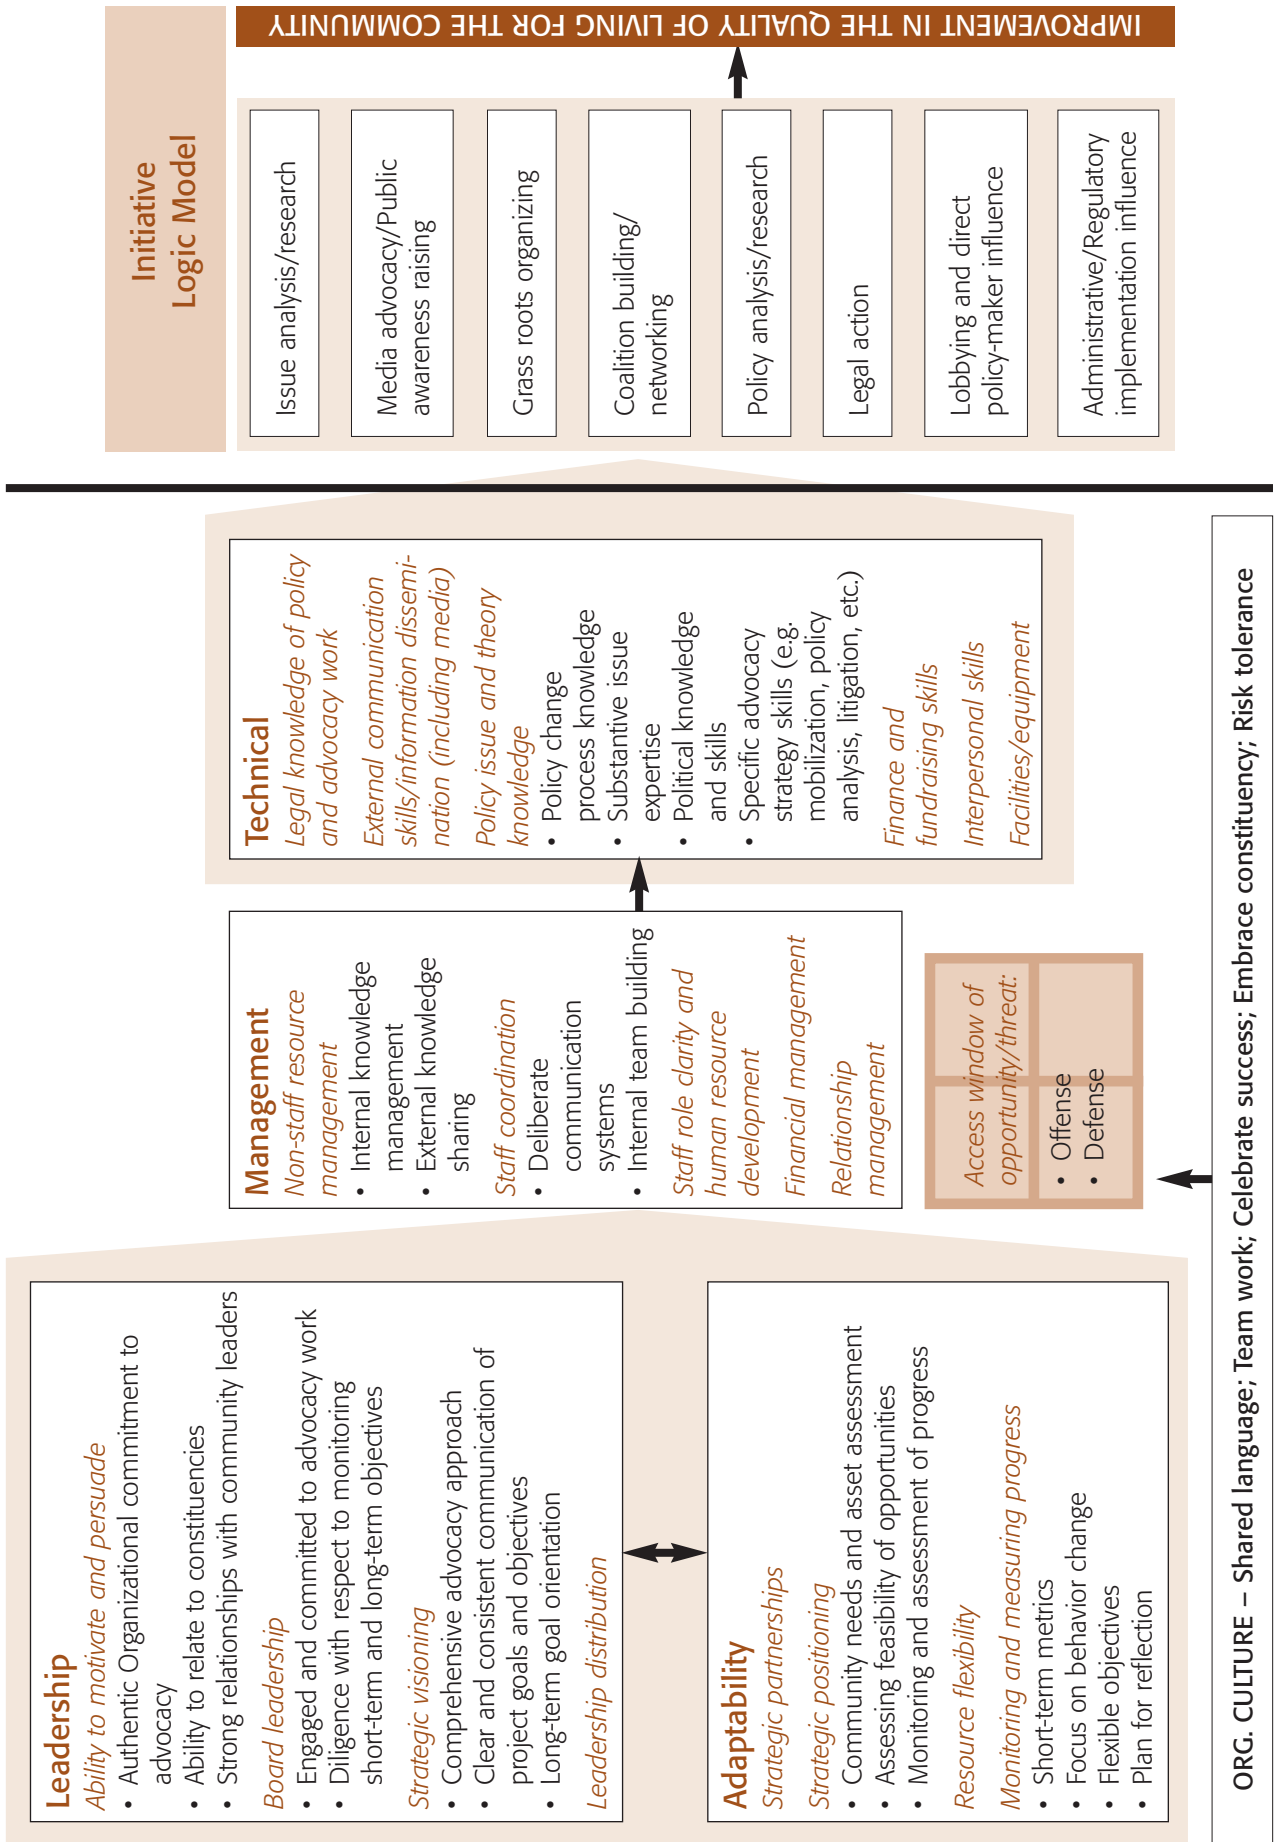 Leadership
Ability to motivate and persuade
• Authentic Organizational commitment to
advocacy
• Ability to relate to constituencies
• Strong relationships with community leaders
Board leadership
• Engaged and committed to advocacy work
• Diligence with respect to monitoring
short-term and long-term objectives
Strategic visioning
• Comprehensive advocacy approach
• Clear and consistent communication of
project goals and objectives
• Long-term goal orientation
Leadership distribution
Adaptability
Strategic partnerships
Strategic positioning
• Community needs and asset assessment
• Assessing feasibility of opportunities
• Monitoring and assessment of progress
Resource flexibility
Monitoring and measuring progress
• Short-term metrics
• Focus on behavior change
• Flexible objectives
• Plan for reflection
Management
Non-staff resource
management
• Internal knowledge
management
• External knowledge
sharing
Staff coordination
• Deliberate
communication
systems
• Internal team building
Staff role clarity and
human resource
development
Financial management
Relationship
management
Access window of
opportunity/threat:
• Offense
• Defense
Technical
Legal knowledge of policy
and advocacy work
External communication
skills/information dissemi-
nation (including media)
Policy issue and theory
knowledge
• Policy change
process knowledge
• Substantive issue
expertise
• Political knowledge
and skills
• Specific advocacy
strategy skills (e.g.
mobilization, policy
analysis, litigation, etc.)
Finance and
fundraising skills
Interpersonal skills
Facilities/equipment
Initiative
Logic Model
Issue analysis/research
Media advocacy/Public
awareness raising
Grass roots organizing
Coalition building/
networking
Policy analysis/research
Legal action
Lobbying and direct
policy-maker influence
Administrative/Regulatory
implementation influence
IMPROVEMENT IN THE QUALITY OF LIVING FOR THE COMMUNITY
ORG. CULTURE – Shared language; Team work; Celebrate success; Embrace constituency; Risk tolerance